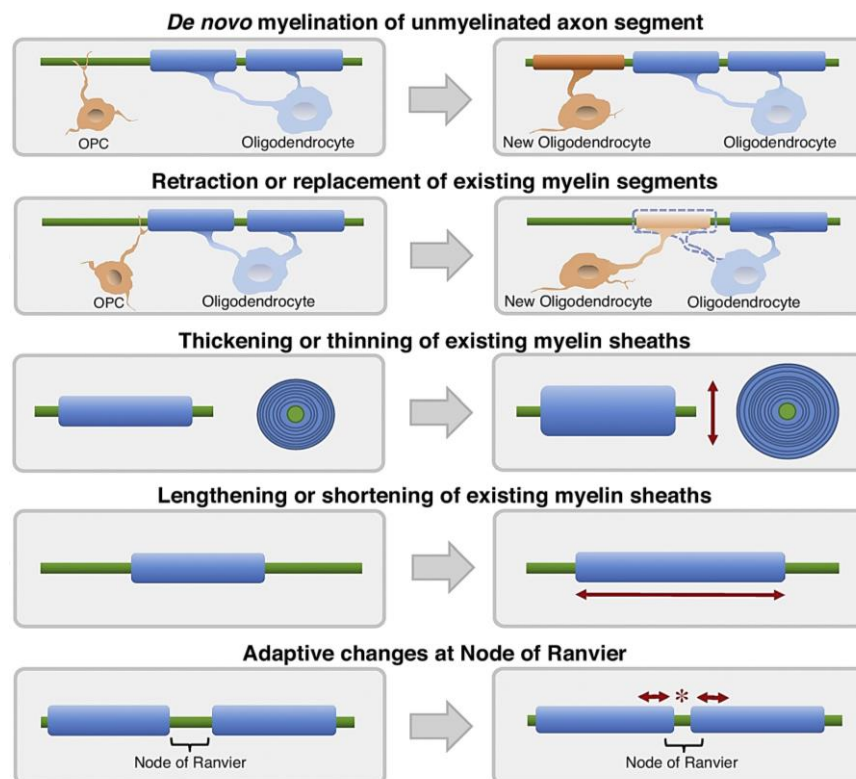 De novo myelination of unmyelinated axon segment
OPC
Oligodendrocyte
New Oligodendrocyte
Oligodendrocyte
Retraction or replacement of existing myelin segments
OPC
Oligodendrocyte
New Oligodendrocyte
Oligodendrocyte
Thickening or thinning of existing myelin sheaths
Lengthening or shortening of existing myelin sheaths
Adaptive changes at Node of Ranvier
*
Node of Ranvier
Node of Ranvier